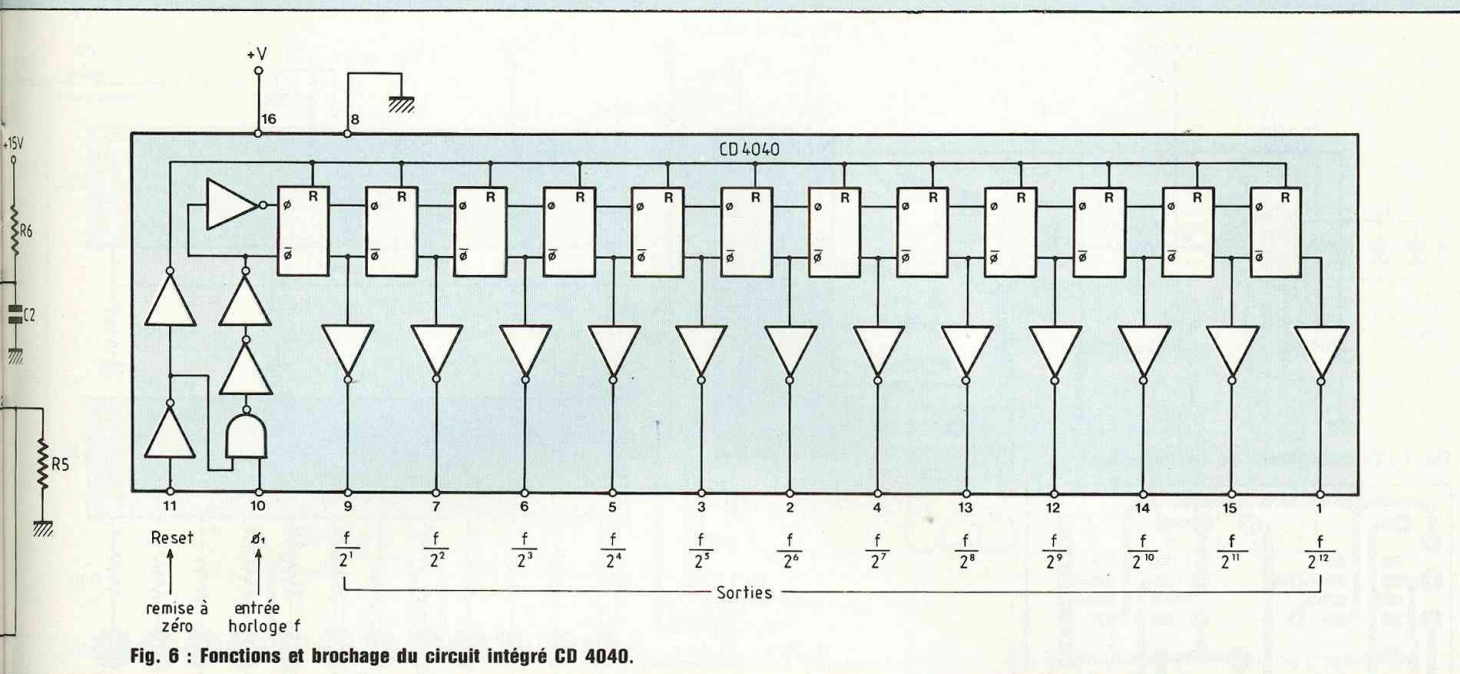 +V
16
8
+15V
CD 4040
R R R R R R R R R R R R
ø ø ø ø ø ø ø ø ø ø ø ø
R6
ø̅ ø̅ ø̅ ø̅ ø̅ ø̅ ø̅ ø̅ ø̅ ø̅ ø̅ ø̅
C2
R5
11 10 9 7 6 5 3 2 4 13 12 14 15 1
Reset ø1 f/2¹ f/2² f/2³ f/2⁴ f/2⁵ f/2⁶ f/2⁷ f/2⁸ f/2⁹ f/2¹⁰ f/2¹¹ f/2¹²
Sorties
remise à
zéro
entrée
horloge f
Fig. 6 : Fonctions et brochage du circuit intégré CD 4040.